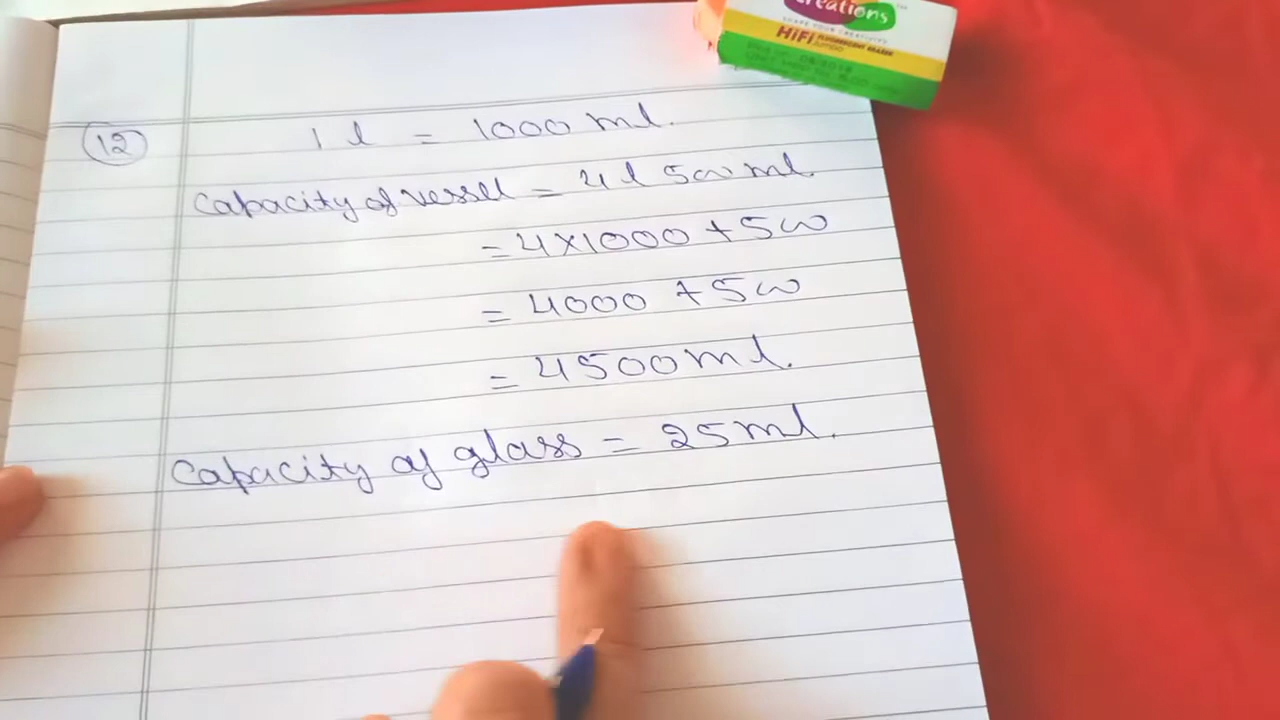 Creations
HiFi
12
1 l = 1000 ml.
Capacity of vessel = 4 l 500 ml.
= 4×1000 + 500
= 4000 + 500
= 4500 ml.
Capacity of glass = 25 ml.